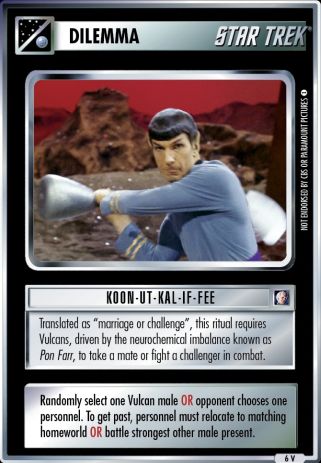 DILEMMA
STAR TREK
NOT ENDORSED BY CBS OR PARAMOUNT PICTURES
KOON-UT-KAL-IF-FEE
Translated as “marriage or challenge”, this ritual requires
Vulcans, driven by the neurochemical imbalance known as
Pon Farr, to take a mate or fight a challenger in combat.
Randomly select one Vulcan male OR opponent chooses one
personnel. To get past, personnel must relocate to matching
homeworld OR battle strongest other male present.
6 V